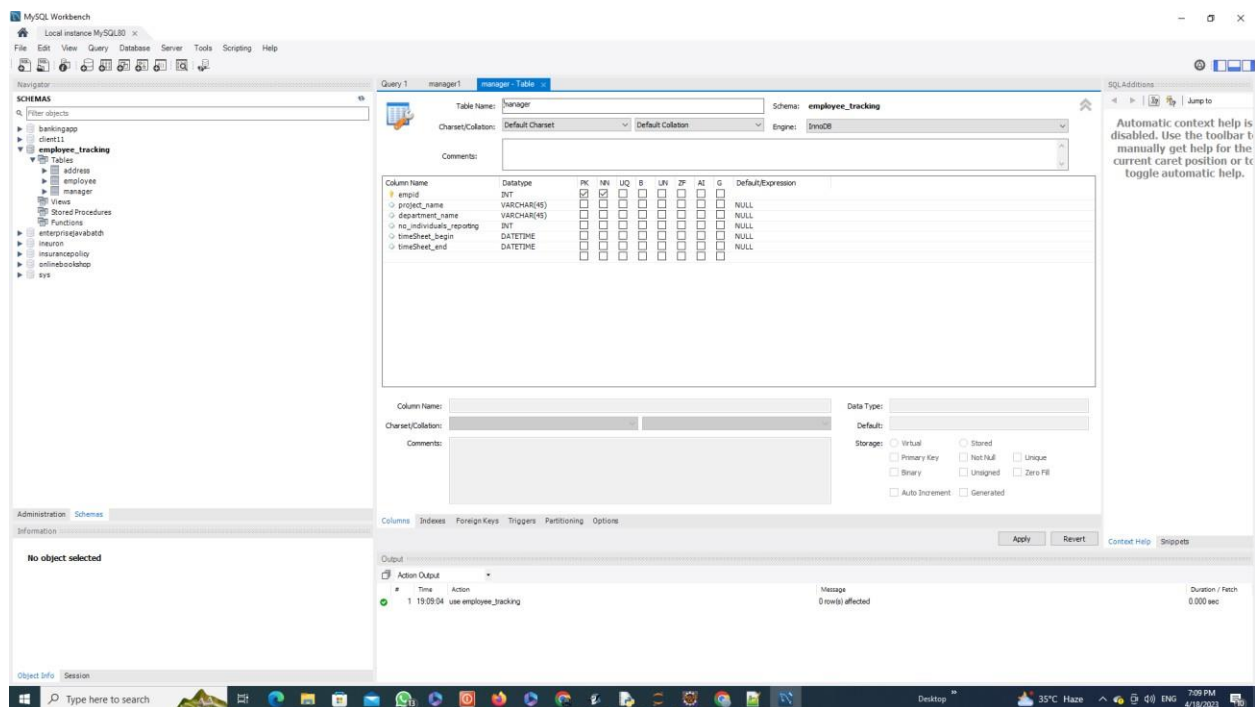 MySQL Workbench
Local instance MySQL80
File Edit View Query Database Server Tools Scripting Help
Navigator
SCHEMAS
Filter objects
bankingapp
client11
employee_tracking
Tables
address
employee
manager
Views
Stored Procedures
Functions
enterprisejavabatch
ineuron
insurancepolicy
onlinebookshop
sys
Administration Schemas
Information
No object selected
Object Info Session
Query 1 manager1 manager - Table
Table Name: manager Schema: employee_tracking
Charset/Collation: Default Charset Default Collation Engine: InnoDB
Comments:
Column Name Datatype PK NN UQ B UN ZF AI G Default/Expression
empid INT
project_name VARCHAR(45) NULL
department_name VARCHAR(45) NULL
no_individuals_reporting INT NULL
timeSheet_begin DATETIME NULL
timeSheet_end DATETIME NULL
Column Name: Data Type:
Charset/Collation: Default:
Comments: Storage: Virtual Stored
Primary Key Not Null Unique
Binary Unsigned Zero Fill
Auto Increment Generated
Columns Indexes Foreign Keys Triggers Partitioning Options
Apply Revert
Output
Action Output
# Time Action Message Duration / Fetch
1 19:09:04 use employee_tracking 0 row(s) affected 0.000 sec
SQLAdditions
Jump to
Automatic context help is
disabled. Use the toolbar to
manually get help for the
current caret position or to
toggle automatic help.
Context Help Snippets
Type here to search
Desktop
35°C Haze
ENG
7:09 PM
4/18/2023